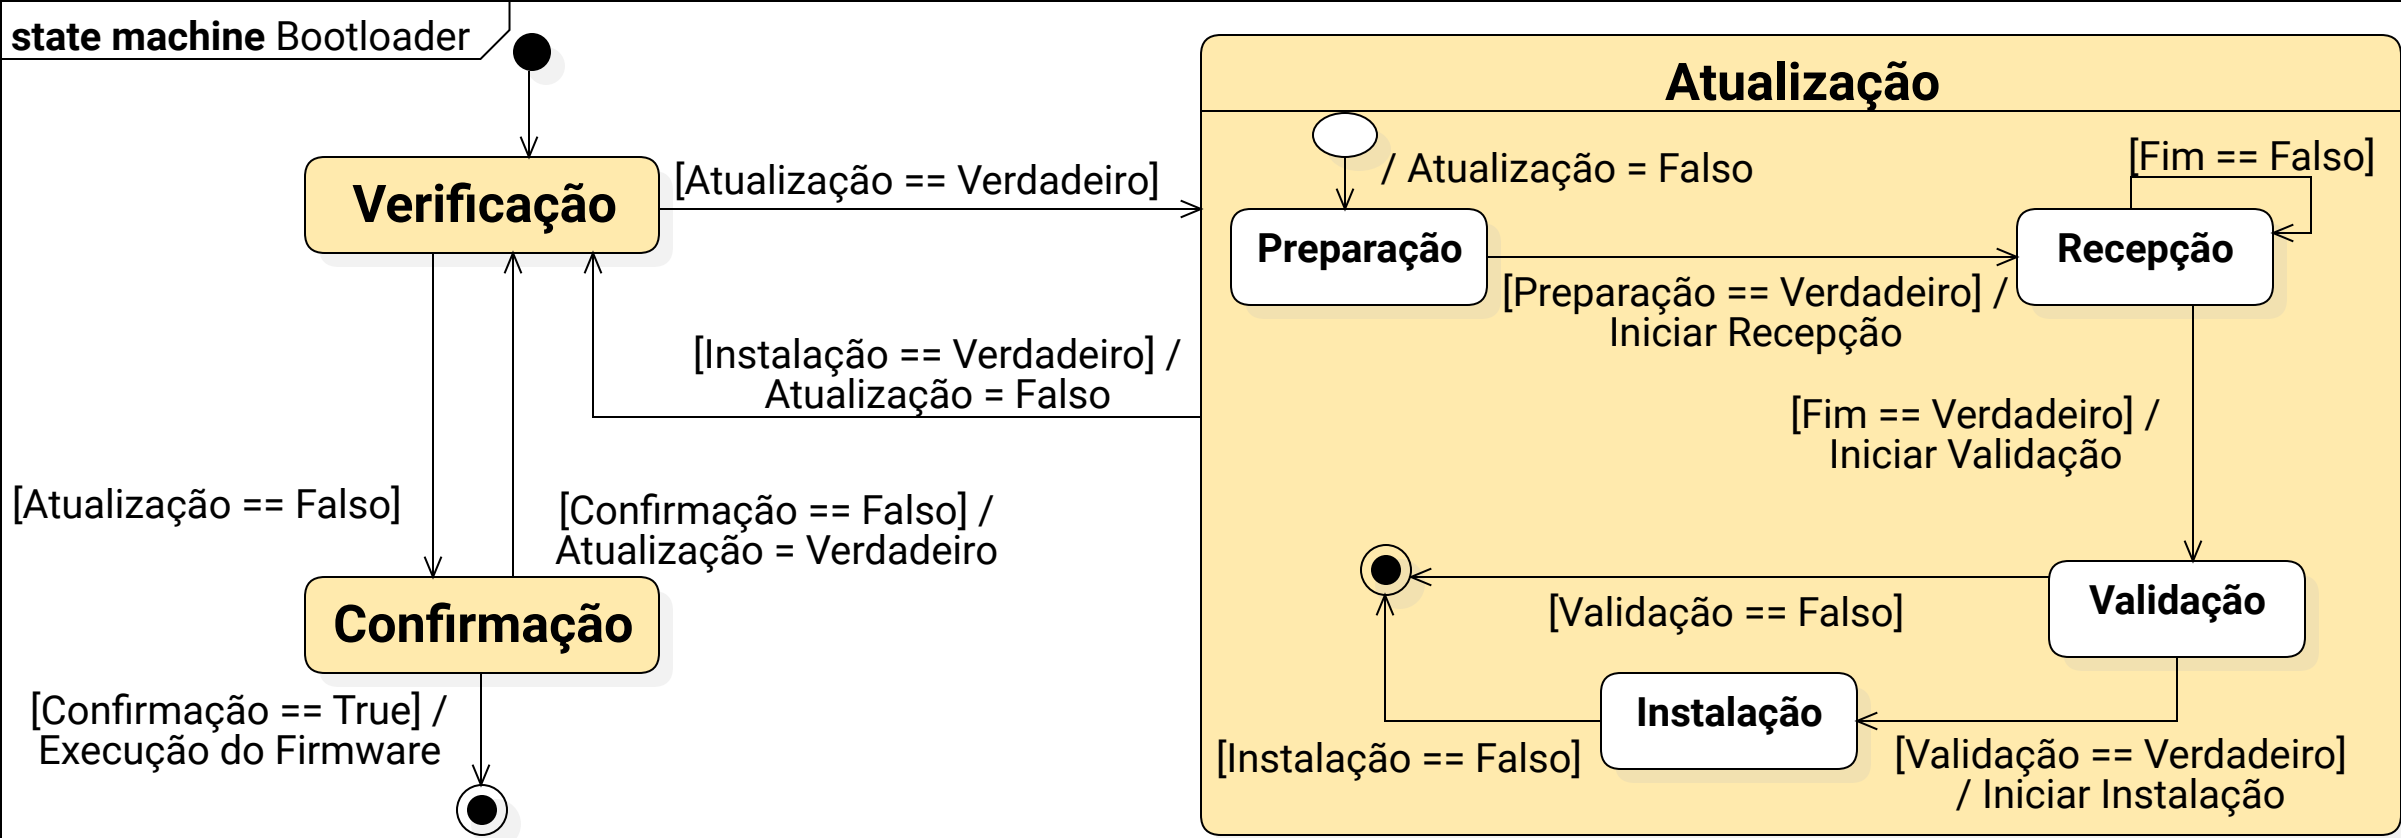 state machine Bootloader
Atualização
/ Atualização = Falso
[Fim == Falso]
Verificação
[Atualização == Verdadeiro]
Preparação
Recepção
[Preparação == Verdadeiro] /
Iniciar Recepção
[Instalação == Verdadeiro] /
Atualização = Falso
[Fim == Verdadeiro] /
Iniciar Validação
[Atualização == Falso]
[Confirmação == Falso] /
Atualização = Verdadeiro
Confirmação
Validação
[Validação == Falso]
[Confirmação == True] /
Execução do Firmware
Instalação
[Instalação == Falso]
[Validação == Verdadeiro]
/ Iniciar Instalação